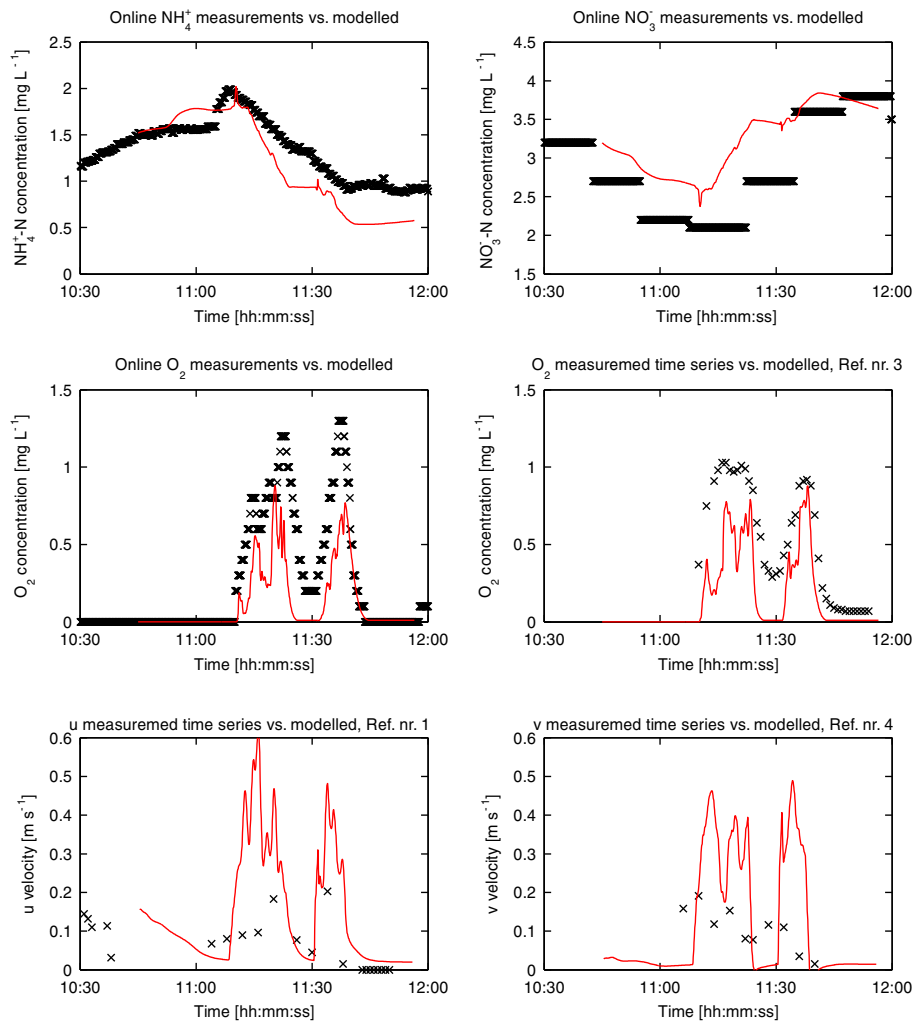 Online NH₄⁺ measurements vs. modelled
NH₄⁺-N concentration [mg L⁻¹]
2.5
2
1.5
1
0.5
0
10:30 11:00 11:30 12:00
Time [hh:mm:ss]
Online NO₃⁻ measurements vs. modelled
NO₃⁻-N concentration [mg L⁻¹]
4.5
4
3.5
3
2.5
2
1.5
10:30 11:00 11:30 12:00
Time [hh:mm:ss]
Online O₂ measurements vs. modelled
O₂ concentration [mg L⁻¹]
1.5
1
0.5
0
10:30 11:00 11:30 12:00
Time [hh:mm:ss]
O₂ measuremed time series vs. modelled, Ref. nr. 3
O₂ concentration [mg L⁻¹]
1.5
1
0.5
0
10:30 11:00 11:30 12:00
Time [hh:mm:ss]
u measuremed time series vs. modelled, Ref. nr. 1
u velocity [m s⁻¹]
0.6
0.5
0.4
0.3
0.2
0.1
0
10:30 11:00 11:30 12:00
Time [hh:mm:ss]
v measuremed time series vs. modelled, Ref. nr. 4
v velocity [m s⁻¹]
0.6
0.5
0.4
0.3
0.2
0.1
0
10:30 11:00 11:30 12:00
Time [hh:mm:ss]